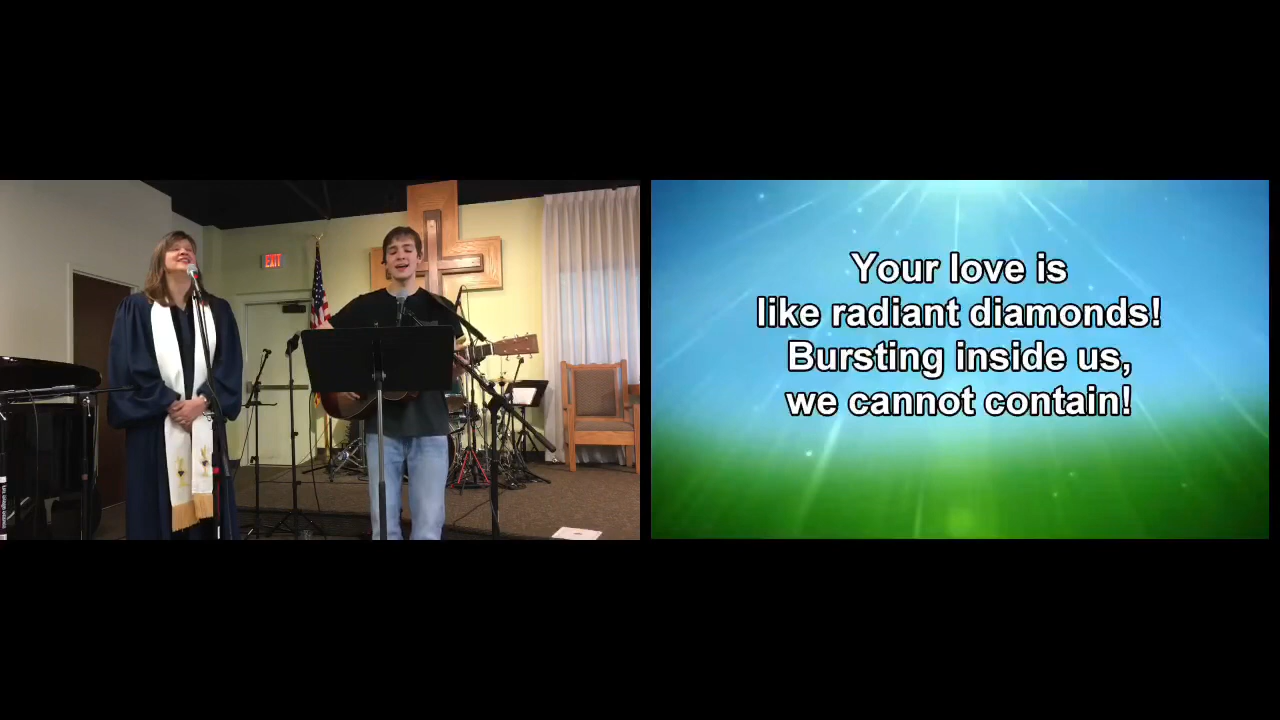 EXIT
Your love is
like radiant diamonds!
Bursting inside us,
we cannot contain!